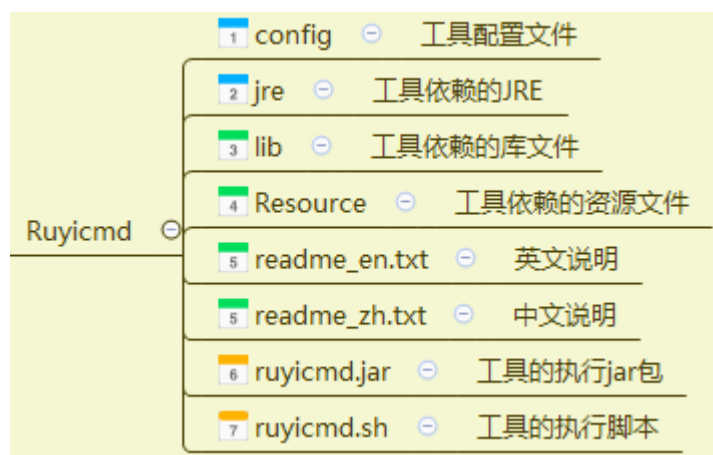 1 config 工具配置文件
2 jre 工具依赖的JRE
3 lib 工具依赖的库文件
4 Resource 工具依赖的资源文件
Ruyicmd
5 readme_en.txt 英文说明
5 readme_zh.txt 中文说明
6 ruyicmd.jar 工具的执行jar包
7 ruyicmd.sh 工具的执行脚本